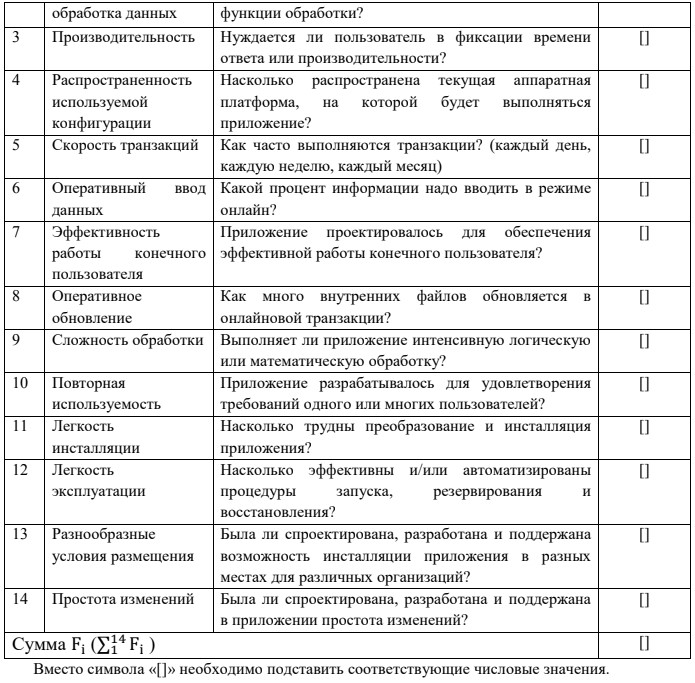 обработка данных функции обработки?
3 Производительность Нуждается ли пользователь в фиксации времени []
ответа или производительности?
4 Распространенность Насколько распространена текущая аппаратная []
используемой платформа, на которой будет выполняться
конфигурации приложение?
5 Скорость транзакций Как часто выполняются транзакции? (каждый день, []
каждую неделю, каждый месяц)
6 Оперативный ввод Какой процент информации надо вводить в режиме []
данных онлайн?
7 Эффективность Приложение проектировалось для обеспечения []
работы конечного эффективной работы конечного пользователя?
пользователя
8 Оперативное Как много внутренних файлов обновляется в []
обновление онлайновой транзакции?
9 Сложность обработки Выполняет ли приложение интенсивную логическую []
или математическую обработку?
10 Повторная Приложение разрабатывалось для удовлетворения []
используемость требований одного или многих пользователей?
11 Легкость Насколько трудны преобразование и инсталляция []
инсталляции приложения?
12 Легкость Насколько эффективны и/или автоматизированы []
эксплуатации процедуры запуска, резервирования и
восстановления?
13 Разнообразные Была ли спроектирована, разработана и поддержана []
условия размещения возможность инсталляции приложения в разных
местах для различных организаций?
14 Простота изменений Была ли спроектирована, разработана и поддержана []
в приложении простота изменений?
Сумма F_i (∑₁¹⁴ F_i ) []
Вместо символа «[]» необходимо подставить соответствующие числовые значения.